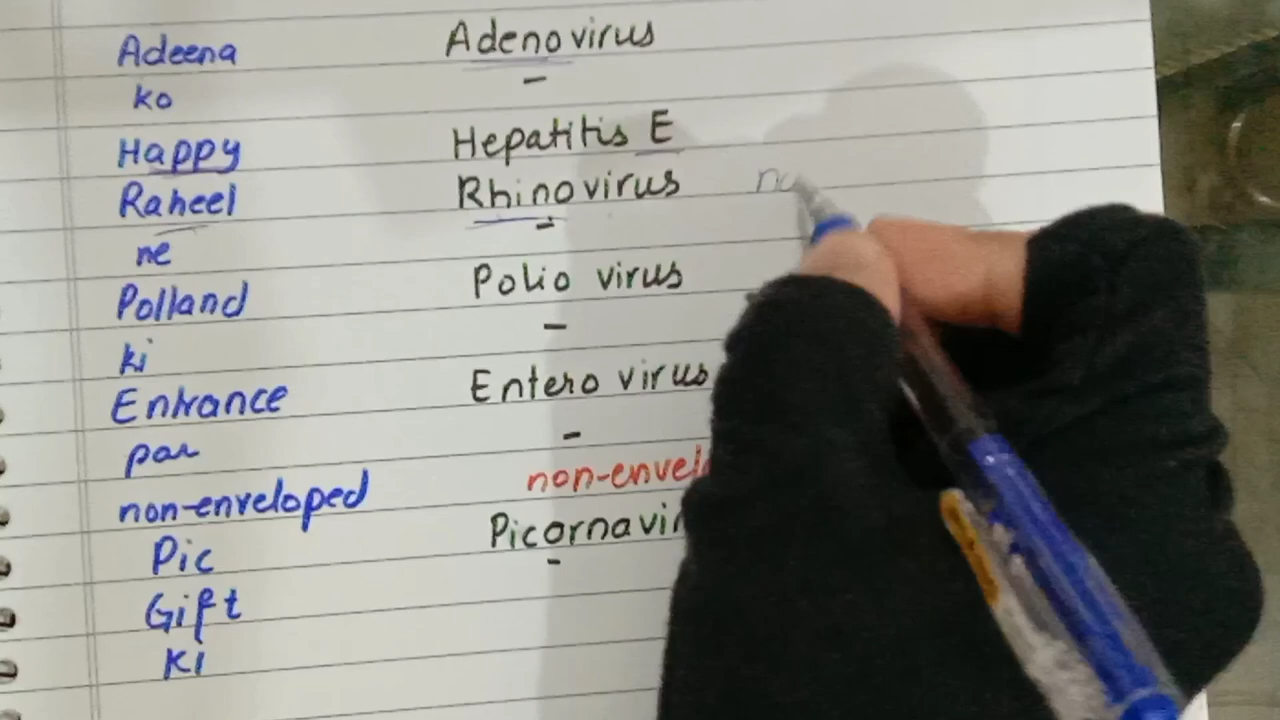 Adeena Adenovirus
ko -
Happy Hepatitis E
Raheel Rhinovirus
ne -
Polland Polio virus
ki -
Entrance Entero virus
par -
non-enveloped
Pic
Gift -
Ki